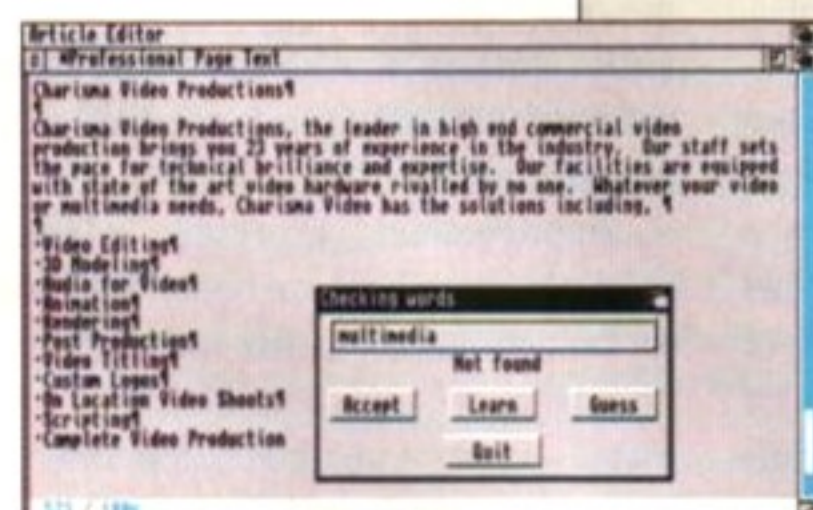 Article Editor
*Professional Page Text
Charisma Video Productions¶
¶
Charisma Video Productions, the leader in high end commercial video
production brings you 23 years of experience in the industry. Our staff sets
the pace for technical brilliance and expertise. Our facilities are equipped
with state of the art video hardware rivalled by no one. Whatever your video
or multimedia needs, Charisma Video has the solutions including, ¶
¶
·Video Editing¶
·3D Modeling¶
·Audio for Video¶
·Animation¶
·Rendering¶
·Post Production¶
·Video Titling¶
·Custom Logos¶
·On Location Video Shoots¶
·Scripting¶
·Complete Video Production
Checking words
multimedia
Not found
Accept Learn Guess
Quit